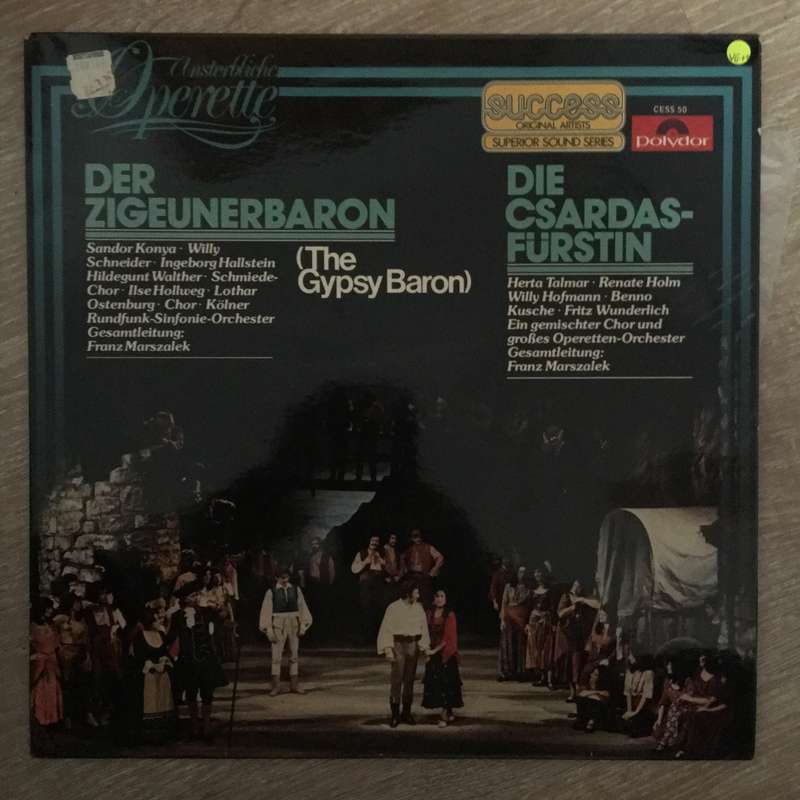 Unsterbliche
Operette
success
ORIGINAL ARTISTS
SUPERIOR SOUND SERIES
CESS 50
Polydor
VG++
DER
ZIGEUNERBARON
Sandor Konya · Willy
Schneider · Ingeborg Hallstein
Hildegunt Walther · Schmiede-
Chor · Ilse Hollweg · Lothar
Ostenburg · Chor · Kölner
Rundfunk-Sinfonie-Orchester
Gesamtleitung:
Franz Marszalek
(The
Gypsy Baron)
DIE
CSARDAS-
FÜRSTIN
Herta Talmar · Renate Holm
Willy Hofmann · Benno
Kusche · Fritz Wunderlich
Ein gemischter Chor und
großes Operetten-Orchester
Gesamtleitung:
Franz Marszalek